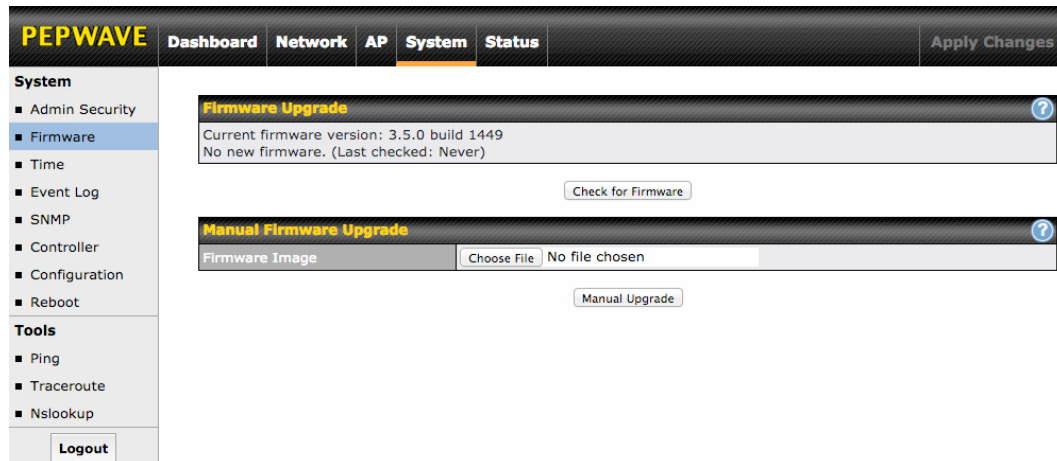 PEPWAVE
Dashboard Network AP System Status Apply Changes
System
Admin Security
Firmware
Time
Event Log
SNMP
Controller
Configuration
Reboot
Tools
Ping
Traceroute
Nslookup
Logout
Firmware Upgrade ?
Current firmware version: 3.5.0 build 1449
No new firmware. (Last checked: Never)
Check for Firmware
Manual Firmware Upgrade ?
Firmware Image Choose File No file chosen
Manual Upgrade